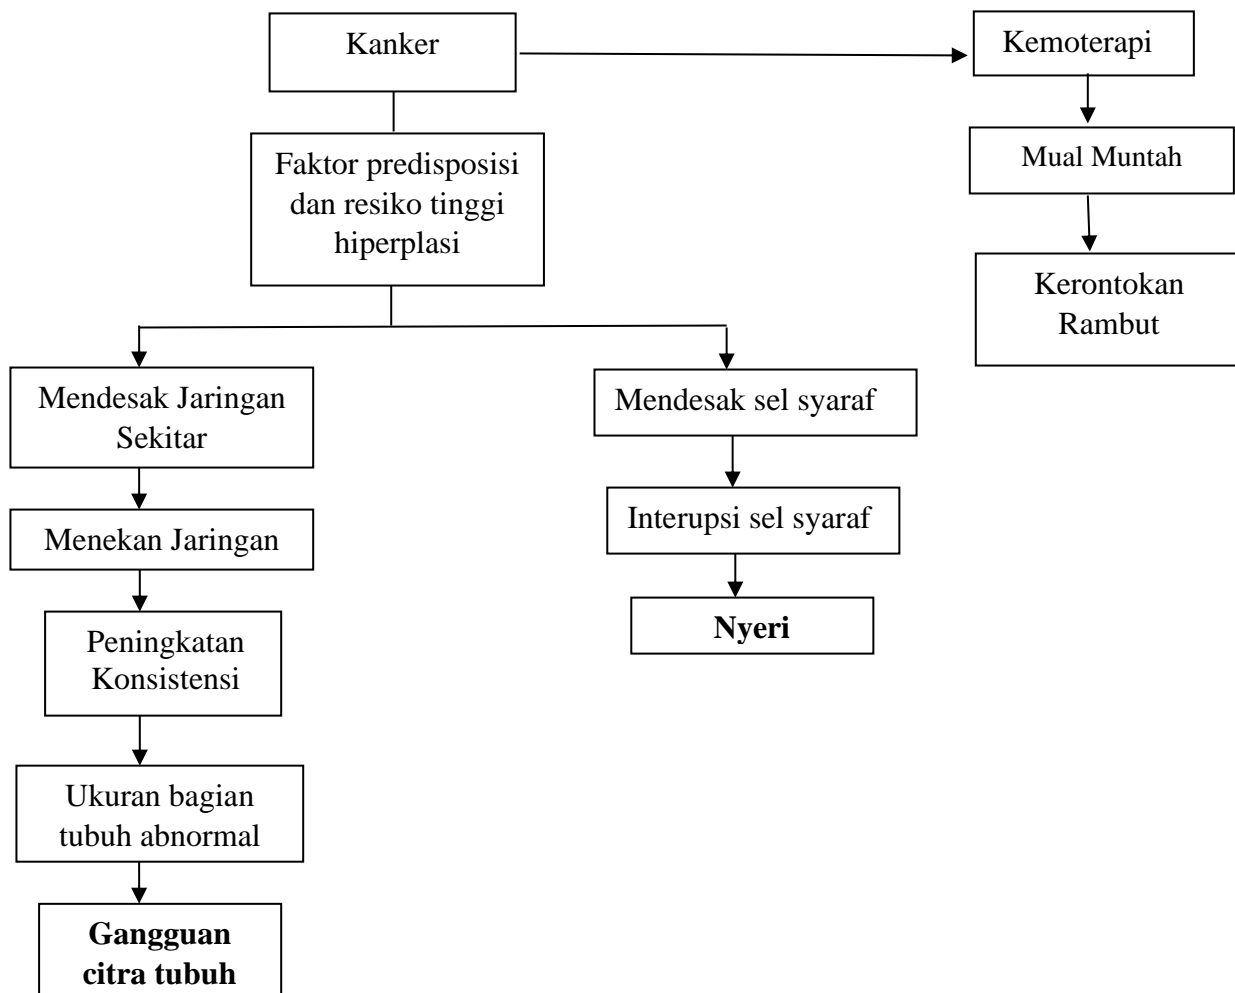 Kanker
Kemoterapi
Faktor predisposisi
dan resiko tinggi
hiperplasi
Mual Muntah
Kerontokan
Rambut
Mendesak Jaringan
Sekitar
Mendesak sel syaraf
Menekan Jaringan
Interupsi sel syaraf
Peningkatan
Konsistensi
Nyeri
Ukuran bagian
tubuh abnormal
Gangguan
citra tubuh